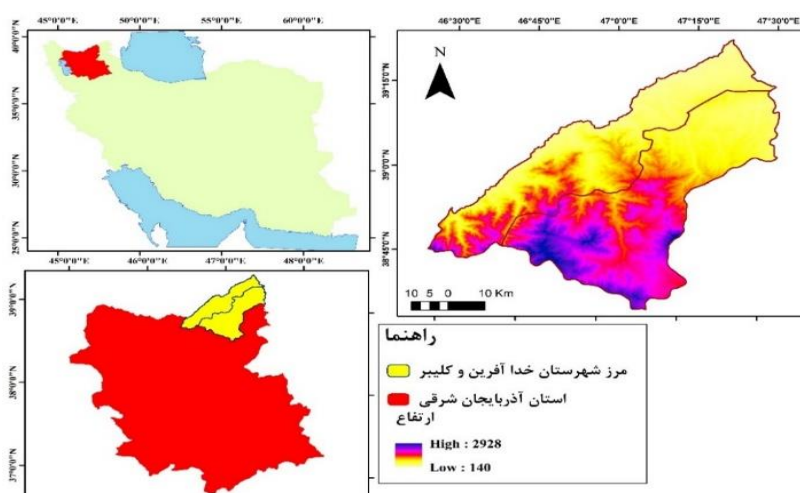 45°0'0"E 50°0'0"E 55°0'0"E 60°0'0"E
40°0'0"N
35°0'0"N
30°0'0"N
25°0'0"N
45°0'0"E 46°0'0"E 47°0'0"E 48°0'0"E
39°0'0"N
38°0'0"N
37°0'0"N
46°30'0"E 46°45'0"E 47°0'0"E 47°15'0"E 47°30'0"E
N
39°15'0"N
39°0'0"N
38°45'0"N
10 5 0 10 Km
راهنما
مرز شهرستان خدا آفرین و کلیبر
استان آذربایجان شرقی
ارتفاع
High : 2928
Low : 140